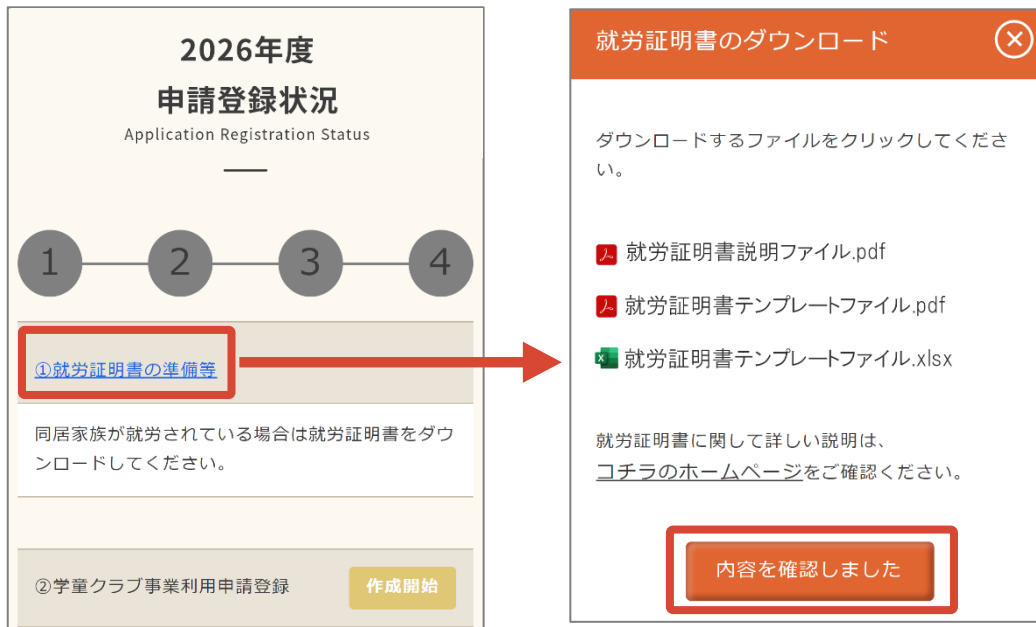 2026年度
申請登録状況
Application Registration Status
1
2
3
4
①就労証明書の準備等
同居家族が就労されている場合は就労証明書をダウ
ンロードしてください。
②学童クラブ事業利用申請登録
作成開始
就労証明書のダウンロード
ダウンロードするファイルをクリックしてくださ
い。
就労証明書説明ファイル.pdf
就労証明書テンプレートファイル.pdf
就労証明書テンプレートファイル.xlsx
就労証明書に関して詳しい説明は、
コチラのホームページをご確認ください。
内容を確認しました